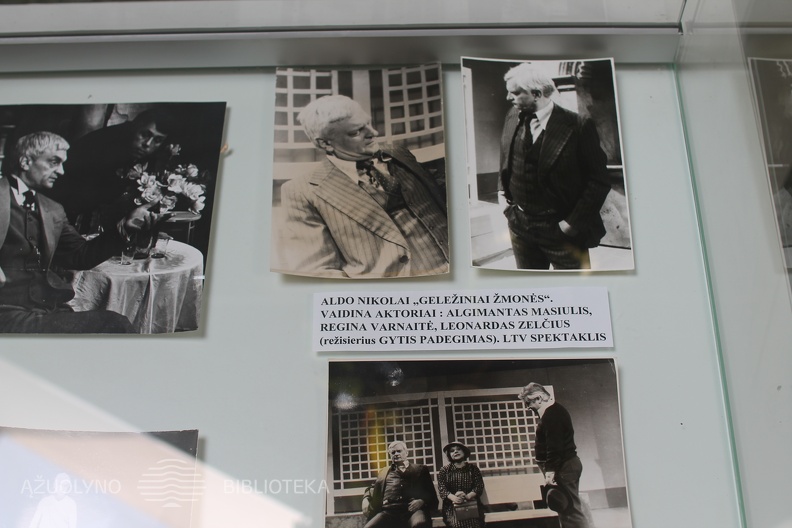 ALDO NIKOLAI „GELEŽINIAI ŽMONĖS“.
VAIDINA AKTORIAI : ALGIMANTAS MASIULIS,
REGINA VARNAITĖ, LEONARDAS ZELČIUS
(režisierius GYTIS PADEGIMAS). LTV SPEKTAKLIS
ĄŽUOLYNO BIBLIOTEKA